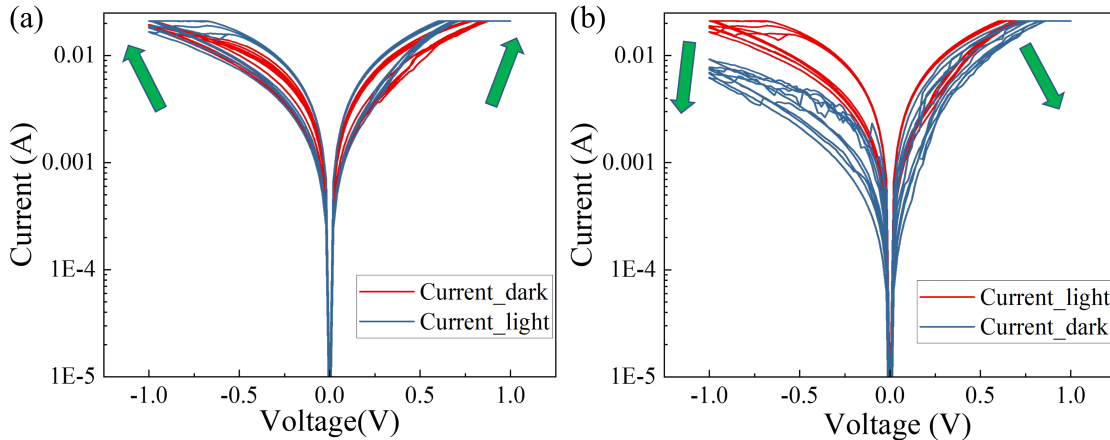 (a)
Current (A)
0.01
0.001
1E-4
1E-5
-1.0 -0.5 0.0 0.5 1.0
Voltage(V)
Current_dark
Current_light
(b)
Current (A)
0.01
0.001
1E-4
1E-5
-1.0 -0.5 0.0 0.5 1.0
Voltage (V)
Current_light
Current_dark